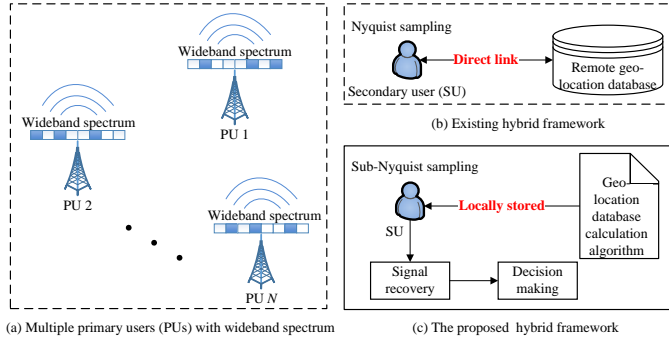 Wideband spectrum
PU 1
Wideband spectrum
PU 2
Wideband spectrum
PU N
(a) Multiple primary users (PUs) with wideband spectrum
Nyquist sampling
Direct link
Secondary user (SU)
Remote geo-
location database
(b) Existing hybrid framework
Sub-Nyquist sampling
Locally stored
SU
Geo-
location
database
calculation
algorithm
Signal
recovery
Decision
making
(c) The proposed hybrid framework